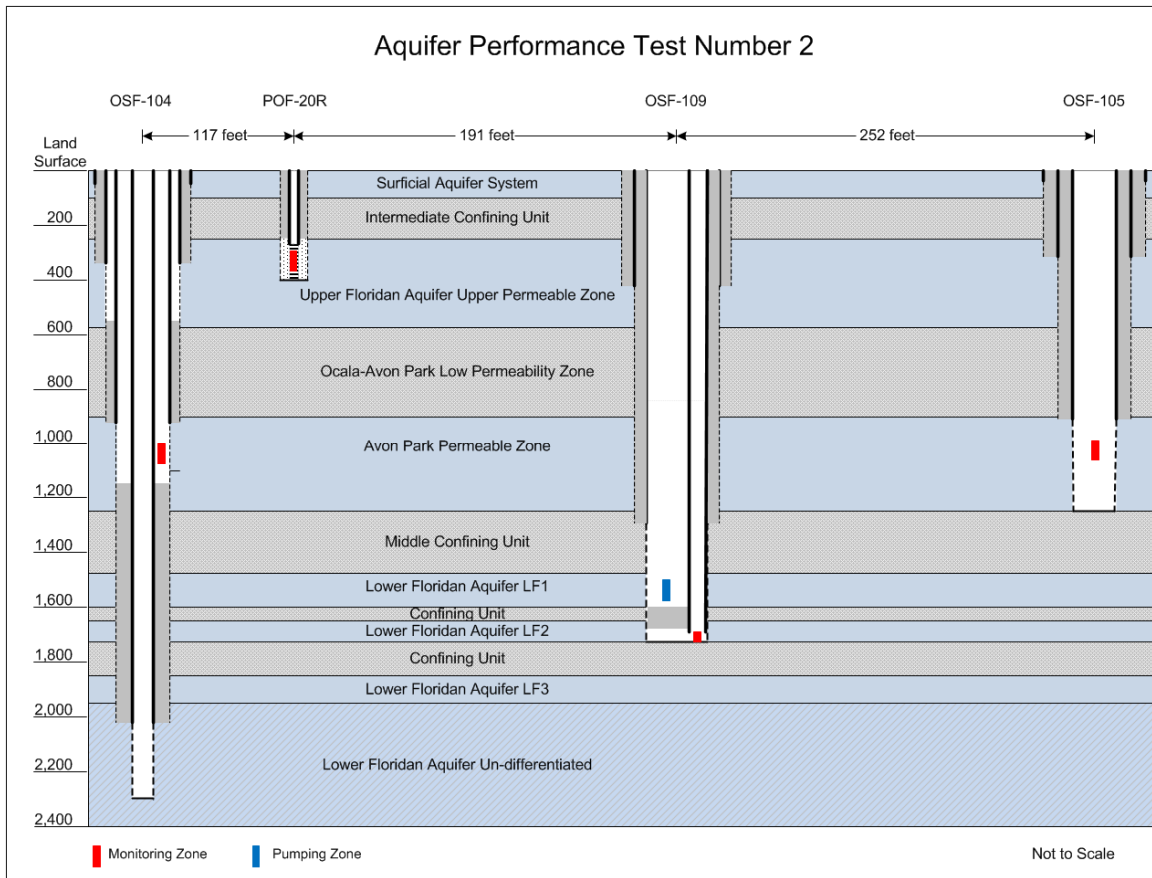 Aquifer Performance Test Number 2
OSF-104
POF-20R
OSF-109
OSF-105
117 feet
191 feet
252 feet
Land
Surface
Surficial Aquifer System
200
Intermediate Confining Unit
400
Upper Floridan Aquifer Upper Permeable Zone
600
Ocala-Avon Park Low Permeability Zone
800
1,000
Avon Park Permeable Zone
1,200
1,400
Middle Confining Unit
Lower Floridan Aquifer LF1
1,600
Confining Unit
Lower Floridan Aquifer LF2
1,800
Confining Unit
Lower Floridan Aquifer LF3
2,000
2,200
Lower Floridan Aquifer Un-differentiated
2,400
Monitoring Zone
Pumping Zone
Not to Scale